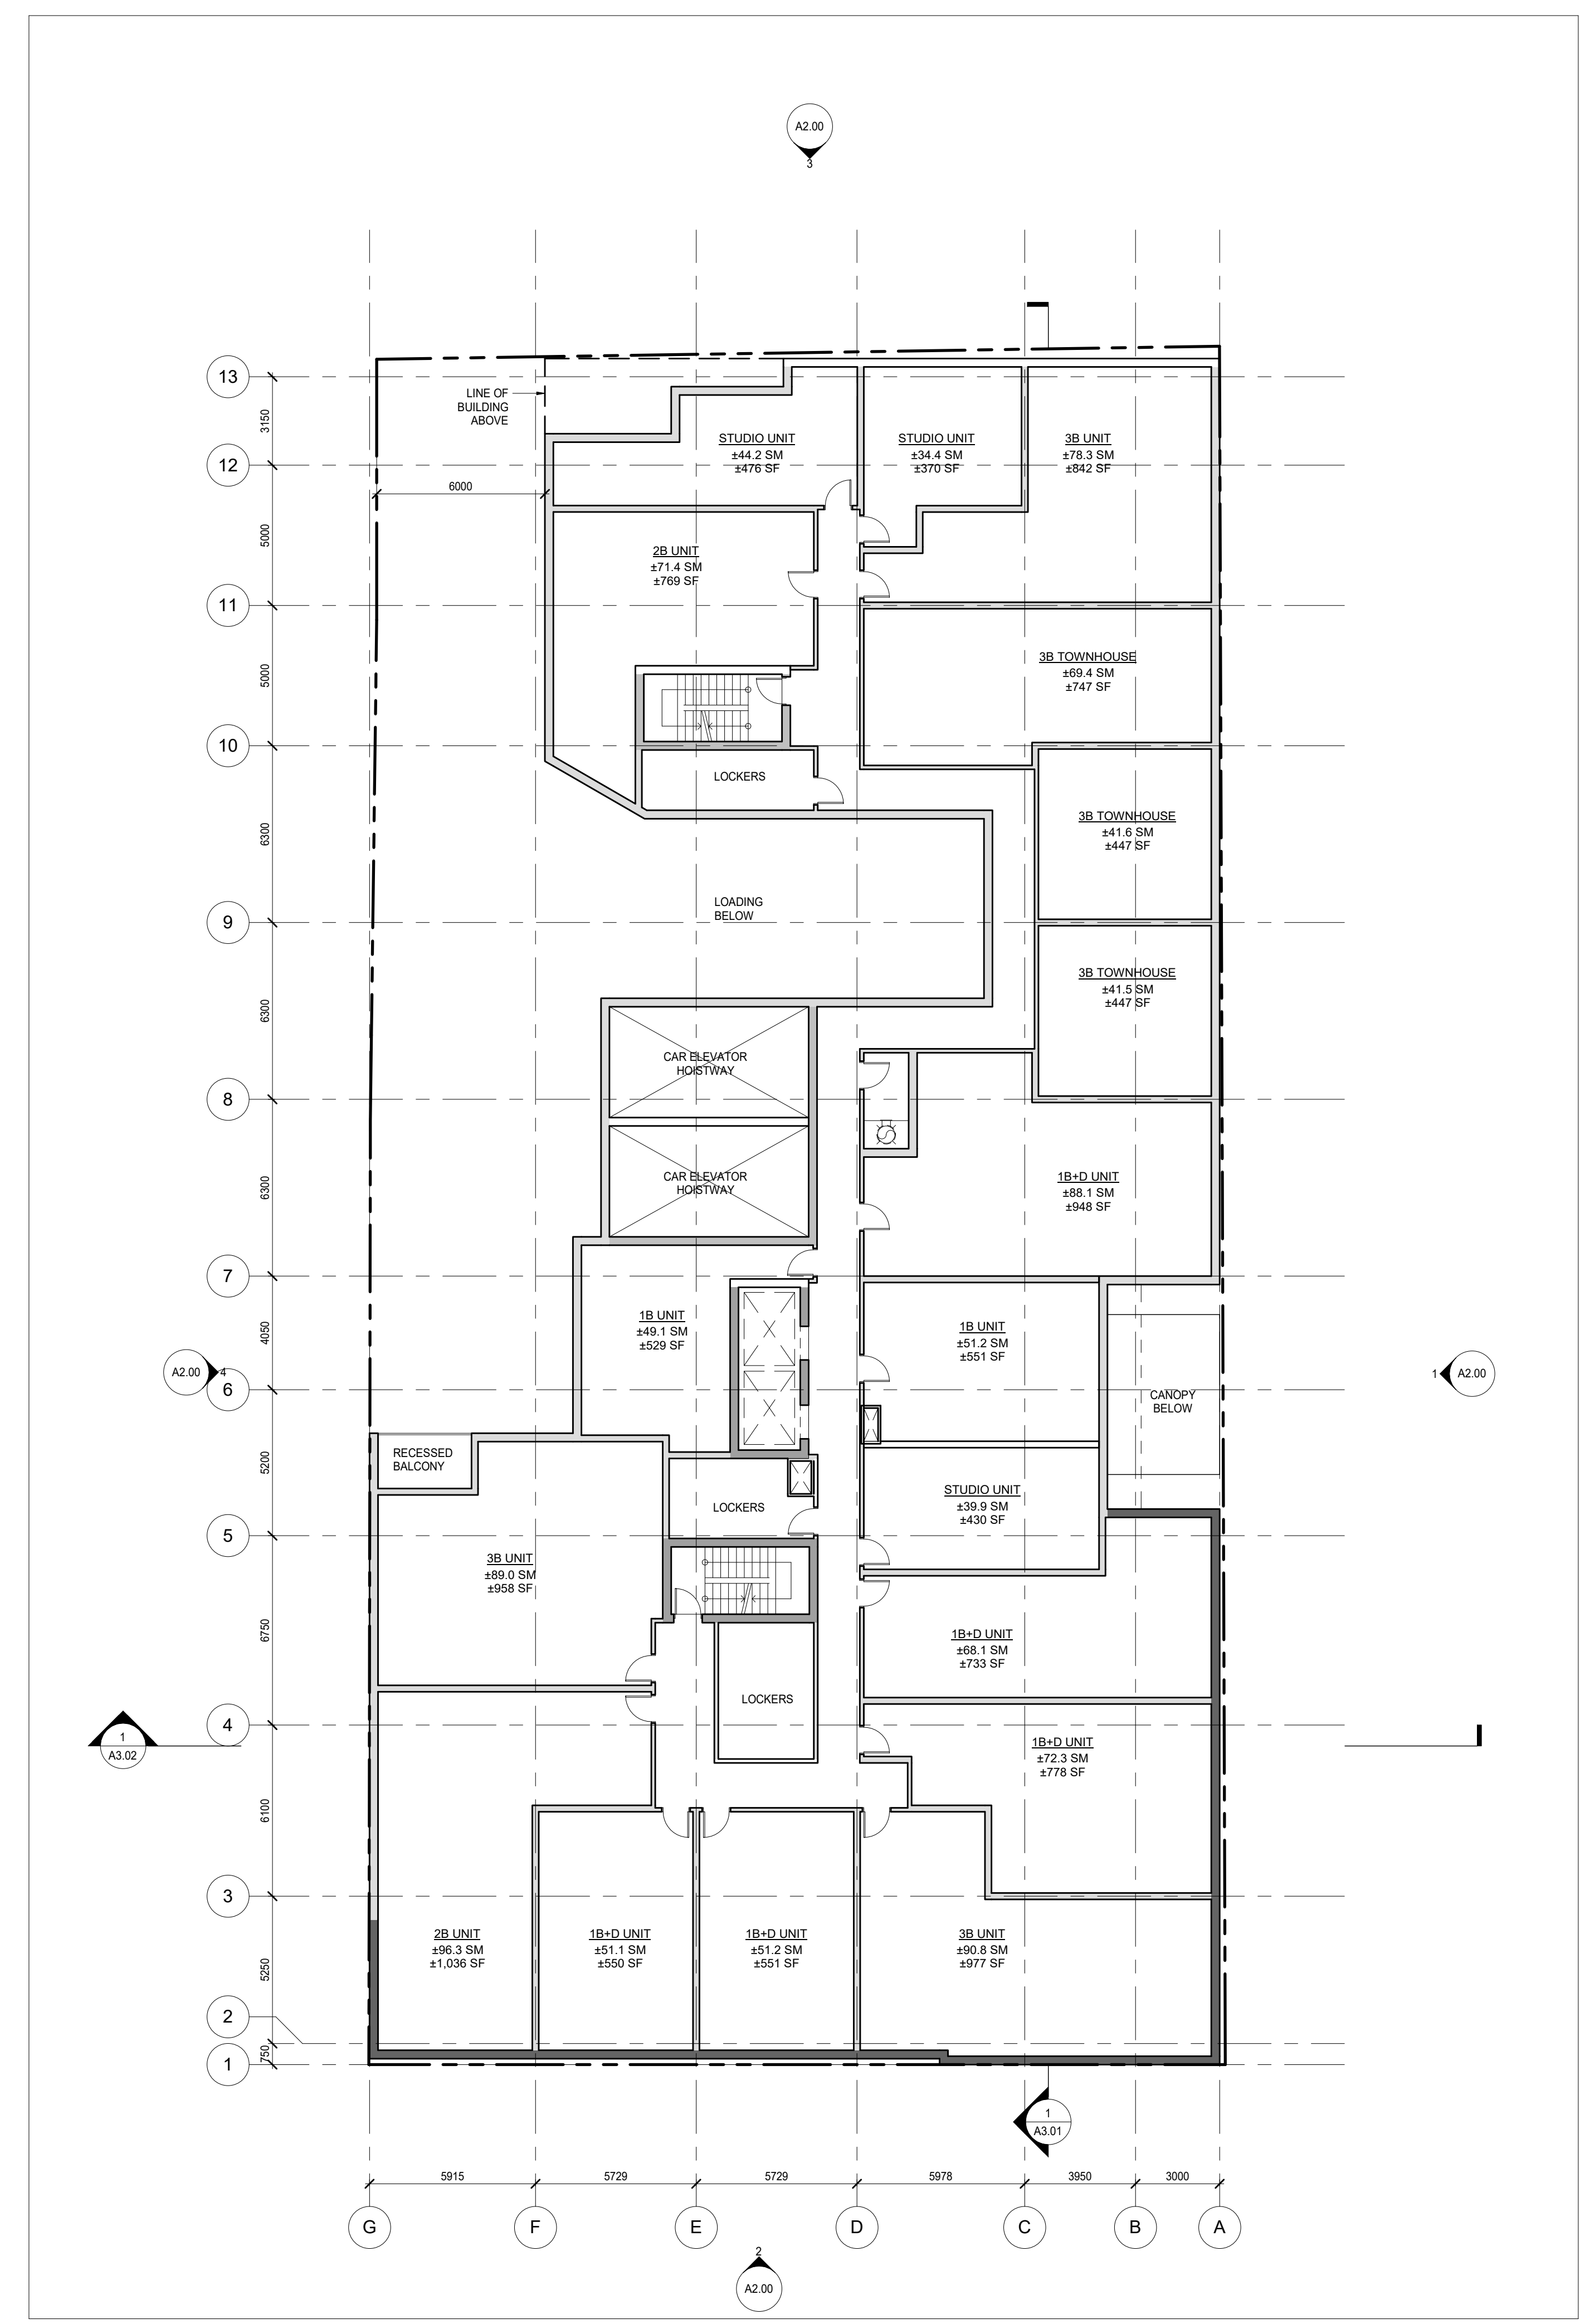 A2.00
3
13
3150
LINE OF
BUILDING
ABOVE
STUDIO UNIT
±44.2 SM
±476 SF
STUDIO UNIT
±34.4 SM
±370 SF
3B UNIT
±78.3 SM
±842 SF
12
6000
5000
2B UNIT
±71.4 SM
±769 SF
11
5000
3B TOWNHOUSE
±69.4 SM
±747 SF
10
LOCKERS
6300
3B TOWNHOUSE
±41.6 SM
±447 SF
LOADING
BELOW
9
3B TOWNHOUSE
±41.5 SM
±447 SF
6300
CAR ELEVATOR
HOISTWAY
8
6300
CAR ELEVATOR
HOISTWAY
1B+D UNIT
±88.1 SM
±948 SF
7
4050
1B UNIT
±49.1 SM
±529 SF
1B UNIT
±51.2 SM
±551 SF
A2.00
4
6
CANOPY
BELOW
1
A2.00
5200
RECESSED
BALCONY
LOCKERS
STUDIO UNIT
±39.9 SM
±430 SF
5
3B UNIT
±89.0 SM
±958 SF
6750
1B+D UNIT
±68.1 SM
±733 SF
LOCKERS
4
1
A3.02
1B+D UNIT
±72.3 SM
±778 SF
6100
3
2B UNIT
±96.3 SM
±1,036 SF
1B+D UNIT
±51.1 SM
±550 SF
1B+D UNIT
±51.2 SM
±551 SF
3B UNIT
±90.8 SM
±977 SF
5250
2
750
1
1
A3.01
5915
5729
5729
5978
3950
3000
G
F
E
D
C
B
A
2
A2.00